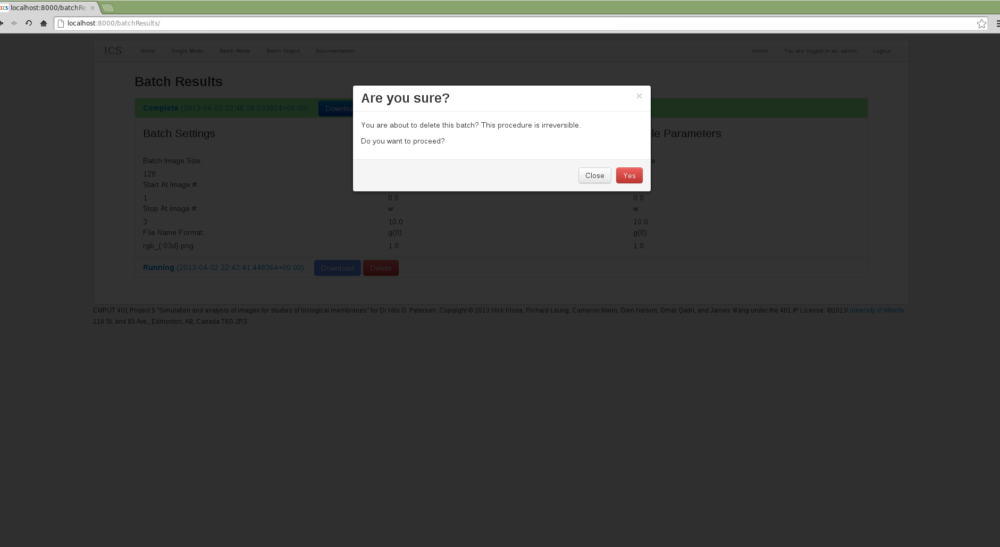 ICS localhost:8000/batchRe ×
localhost:8000/batchResults/
ICS Home Single Mode Batch Mode Batch Output Documentation Admin You are logged in as: admin Logout
Batch Results
Are you sure? ×
Complete (2013-04-02 22:46:28.533824+00:00) Downloa
You are about to delete this batch? This procedure is irreversible.
Batch Settings le Parameters
Do you want to proceed?
Batch Image Size: e:
128
Close Yes
Start At Image #:
1 0.0 0.0
Stop At Image #: w w
3 10.0 10.0
File Name Format: g(0) g(0)
rgb_{:03d}.png 1.0 1.0
Running (2013-04-02 22:43:41.448364+00:00) Download Delete
CMPUT 401 Project 5 "Simulation and analysis of images for studies of biological membranes" for Dr Nils O. Petersen. Copryight © 2013 Nick Klose, Richard Leung, Cameron Mann, Glen Nelson, Omar Qadri, and James Wang under the 401 IP License. ©2013University of Alberta
116 St. and 85 Ave., Edmonton, AB, Canada T6G 2R3